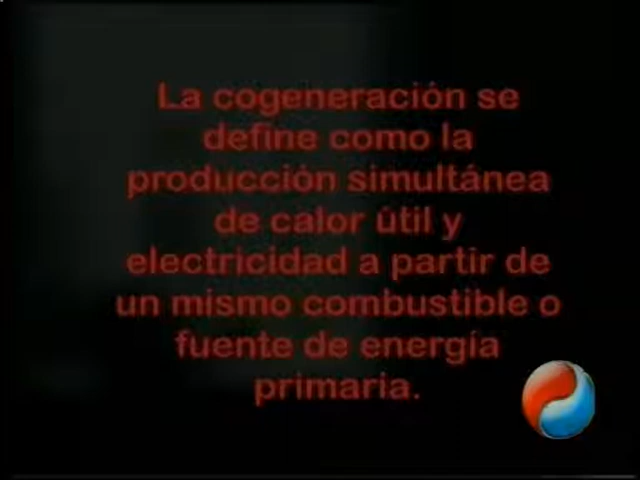 La cogeneración se
define como la
producción simultánea
de calor útil y
electricidad a partir de
un mismo combustible o
fuente de energía
primaria.